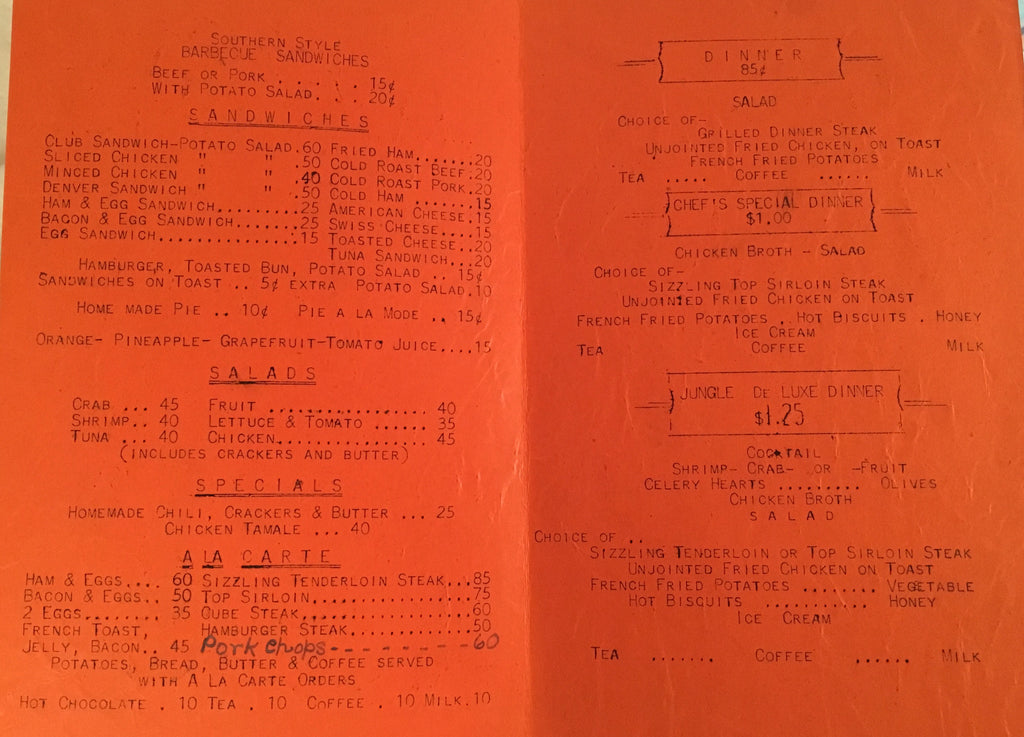 SOUTHERN STYLE
BARBECUE SANDWICHES
BEEF OR PORK . . . . . 15¢
WITH POTATO SALAD. . . 20¢
SANDWICHES
CLUB SANDWICH-POTATO SALAD.60
SLICED CHICKEN " " .50
MINCED CHICKEN " " .40
DENVER SANDWICH " " .50
HAM & EGG SANDWICH.........25
BACON & EGG SANDWICH.......25
EGG SANDWICH..............15
FRIED HAM.......20
COLD ROAST BEEF.20
COLD ROAST PORK.20
COLD HAM .......15
AMERICAN CHEESE.15
SWISS CHEESE....15
TOASTED CHEESE..20
TUNA SANDWICH...20
HAMBURGER, TOASTED BUN, POTATO SALAD .. 15¢
SANDWICHES ON TOAST .. 5¢ EXTRA POTATO SALAD.10
HOME MADE PIE .. 10¢ PIE A LA MODE .. 15¢
ORANGE- PINEAPPLE- GRAPEFRUIT-TOMATO JUICE....15
SALADS
CRAB ... 45 FRUIT .................... 40
SHRIMP.. 40 LETTUCE & TOMATO ...... 35
TUNA ... 40 CHICKEN................... 45
(INCLUDES CRACKERS AND BUTTER)
SPECIALS
HOMEMADE CHILI, CRACKERS & BUTTER ... 25
CHICKEN TAMALE ... 40
A LA CARTE
HAM & EGGS.... 60 SIZZLING TENDERLOIN STEAK...85
BACON & EGGS.. 50 TOP SIRLOIN.................75
2 EGGS........ 35 CUBE STEAK..................60
FRENCH TOAST, HAMBURGER STEAK.............50
JELLY, BACON.. 45 Pork chops- - - - - - - -60
POTATOES, BREAD, BUTTER & COFFEE SERVED
WITH A LA CARTE ORDERS
HOT CHOCOLATE . 10 TEA . 10 COFFEE . 10 MILK.10
DINNER
85¢
SALAD
CHOICE OF-
GRILLED DINNER STEAK
UNJOINTED FRIED CHICKEN, ON TOAST
FRENCH FRIED POTATOES
TEA ..... COFFEE ...... MILK
CHEF'S SPECIAL DINNER
$1.00
CHICKEN BROTH - SALAD
CHOICE OF-
SIZZLING TOP SIRLOIN STEAK
UNJOINTED FRIED CHICKEN ON TOAST
FRENCH FRIED POTATOES ..HOT BISCUITS . HONEY
ICE CREAM
TEA COFFEE MILK
JUNGLE DE LUXE DINNER
$1.25
COCKTAIL
SHRIMP- CRAB- OR -FRUIT
CELERY HEARTS ......... OLIVES
CHICKEN BROTH
SALAD
CHOICE OF ..
SIZZLING TENDERLOIN OR TOP SIRLOIN STEAK
UNJOINTED FRIED CHICKEN ON TOAST
FRENCH FRIED POTATOES ........ VEGETABLE
HOT BISCUITS ........... HONEY
ICE CREAM
TEA ....... COFFEE ...... MILK